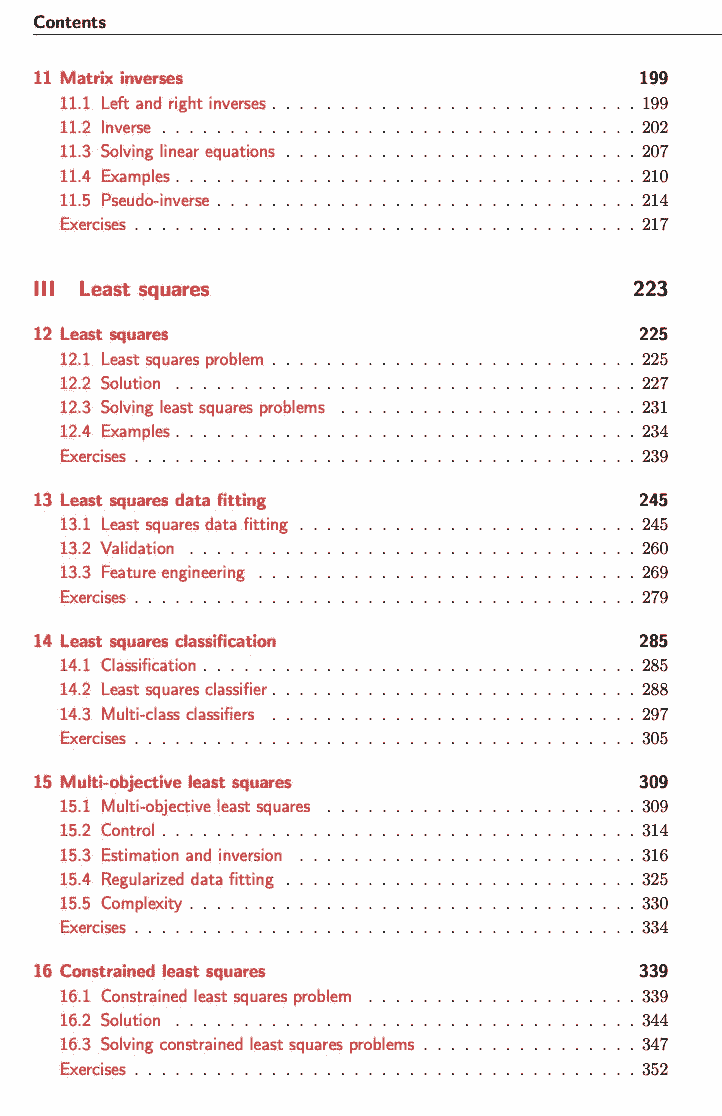 Contents
11 Matrix inverses 199
11.1 Left and right inverses . . . . . . . . . . . . . . . . . . . . . . . . . . . 199
11.2 Inverse . . . . . . . . . . . . . . . . . . . . . . . . . . . . . . . . . . . 202
11.3 Solving linear equations . . . . . . . . . . . . . . . . . . . . . . . . . . 207
11.4 Examples . . . . . . . . . . . . . . . . . . . . . . . . . . . . . . . . . . 210
11.5 Pseudo-inverse . . . . . . . . . . . . . . . . . . . . . . . . . . . . . . . 214
Exercises . . . . . . . . . . . . . . . . . . . . . . . . . . . . . . . . . . . . . 217
III Least squares 223
12 Least squares 225
12.1 Least squares problem . . . . . . . . . . . . . . . . . . . . . . . . . . . 225
12.2 Solution . . . . . . . . . . . . . . . . . . . . . . . . . . . . . . . . . . 227
12.3 Solving least squares problems . . . . . . . . . . . . . . . . . . . . . . 231
12.4 Examples . . . . . . . . . . . . . . . . . . . . . . . . . . . . . . . . . . 234
Exercises . . . . . . . . . . . . . . . . . . . . . . . . . . . . . . . . . . . . . 239
13 Least squares data fitting 245
13.1 Least squares data fitting . . . . . . . . . . . . . . . . . . . . . . . . . 245
13.2 Validation . . . . . . . . . . . . . . . . . . . . . . . . . . . . . . . . . 260
13.3 Feature engineering . . . . . . . . . . . . . . . . . . . . . . . . . . . . 269
Exercises . . . . . . . . . . . . . . . . . . . . . . . . . . . . . . . . . . . . . 279
14 Least squares classification 285
14.1 Classification . . . . . . . . . . . . . . . . . . . . . . . . . . . . . . . . 285
14.2 Least squares classifier . . . . . . . . . . . . . . . . . . . . . . . . . . . 288
14.3 Multi-class classifiers . . . . . . . . . . . . . . . . . . . . . . . . . . . 297
Exercises . . . . . . . . . . . . . . . . . . . . . . . . . . . . . . . . . . . . . 305
15 Multi-objective least squares 309
15.1 Multi-objective least squares . . . . . . . . . . . . . . . . . . . . . . . 309
15.2 Control . . . . . . . . . . . . . . . . . . . . . . . . . . . . . . . . . . . 314
15.3 Estimation and inversion . . . . . . . . . . . . . . . . . . . . . . . . . 316
15.4 Regularized data fitting . . . . . . . . . . . . . . . . . . . . . . . . . . 325
15.5 Complexity . . . . . . . . . . . . . . . . . . . . . . . . . . . . . . . . . 330
Exercises . . . . . . . . . . . . . . . . . . . . . . . . . . . . . . . . . . . . . 334
16 Constrained least squares 339
16.1 Constrained least squares problem . . . . . . . . . . . . . . . . . . . . 339
16.2 Solution . . . . . . . . . . . . . . . . . . . . . . . . . . . . . . . . . . 344
16.3 Solving constrained least squares problems . . . . . . . . . . . . . . . . 347
Exercises . . . . . . . . . . . . . . . . . . . . . . . . . . . . . . . . . . . . . 352